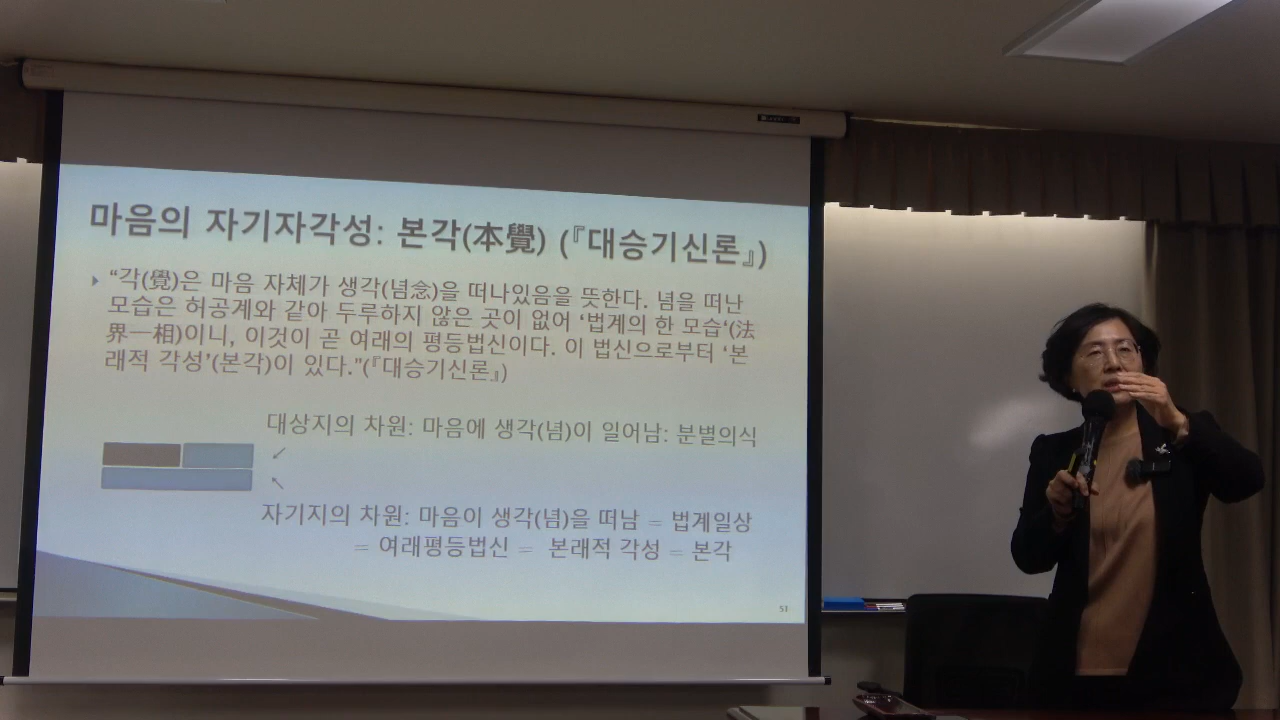 마음의 자기자각성: 본각(本覺) (『대승기신론』)
“각(覺)은 마음 자체가 생각(념念)을 떠나있음을 뜻한다. 념을 떠난
모습은 허공계와 같아 두루하지 않은 곳이 없어 ‘법계의 한 모습‘(法
界一相)이니, 이것이 곧 여래의 평등법신이다. 이 법신으로부터 ‘본
래적 각성’(본각)이 있다."(『대승기신론』)
대상지의 차원: 마음에 생각(념)이 일어남: 분별의식
↙
↖
자기지의 차원: 마음이 생각(념)을 떠남 = 법계일상
= 여래평등법신 = 본래적 각성 = 본각
51